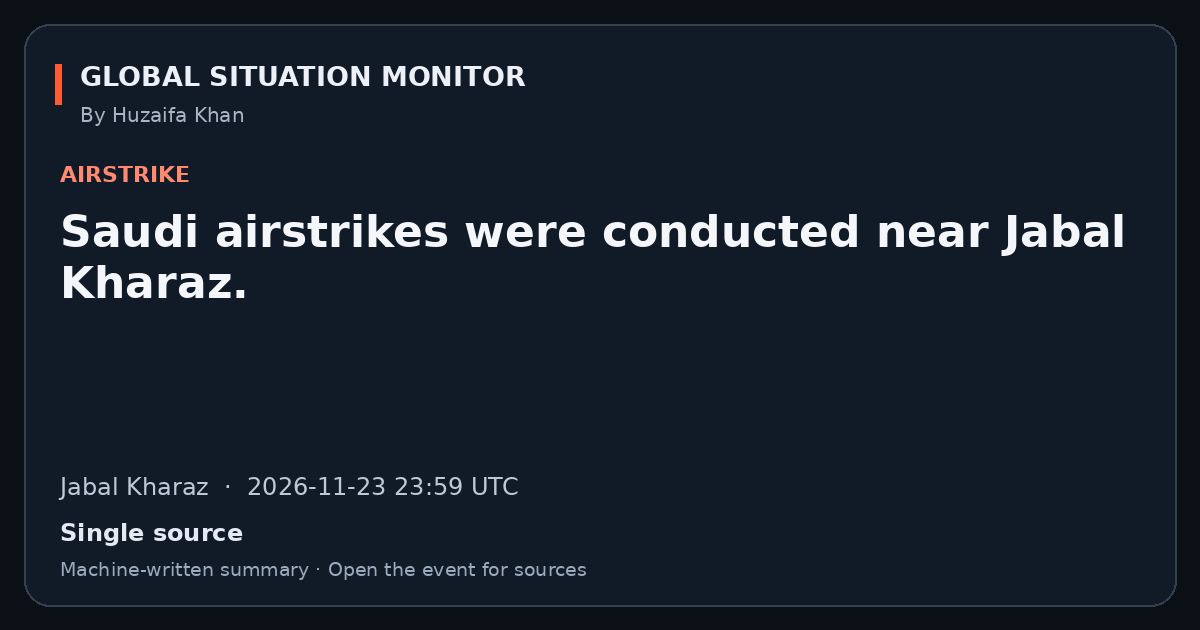 GLOBAL SITUATION MONITOR
By Huzaifa Khan
AIRSTRIKE
Saudi airstrikes were conducted near Jabal
Kharaz.
Jabal Kharaz · 2026-11-23 23:59 UTC
Single source
Machine-written summary · Open the event for sources